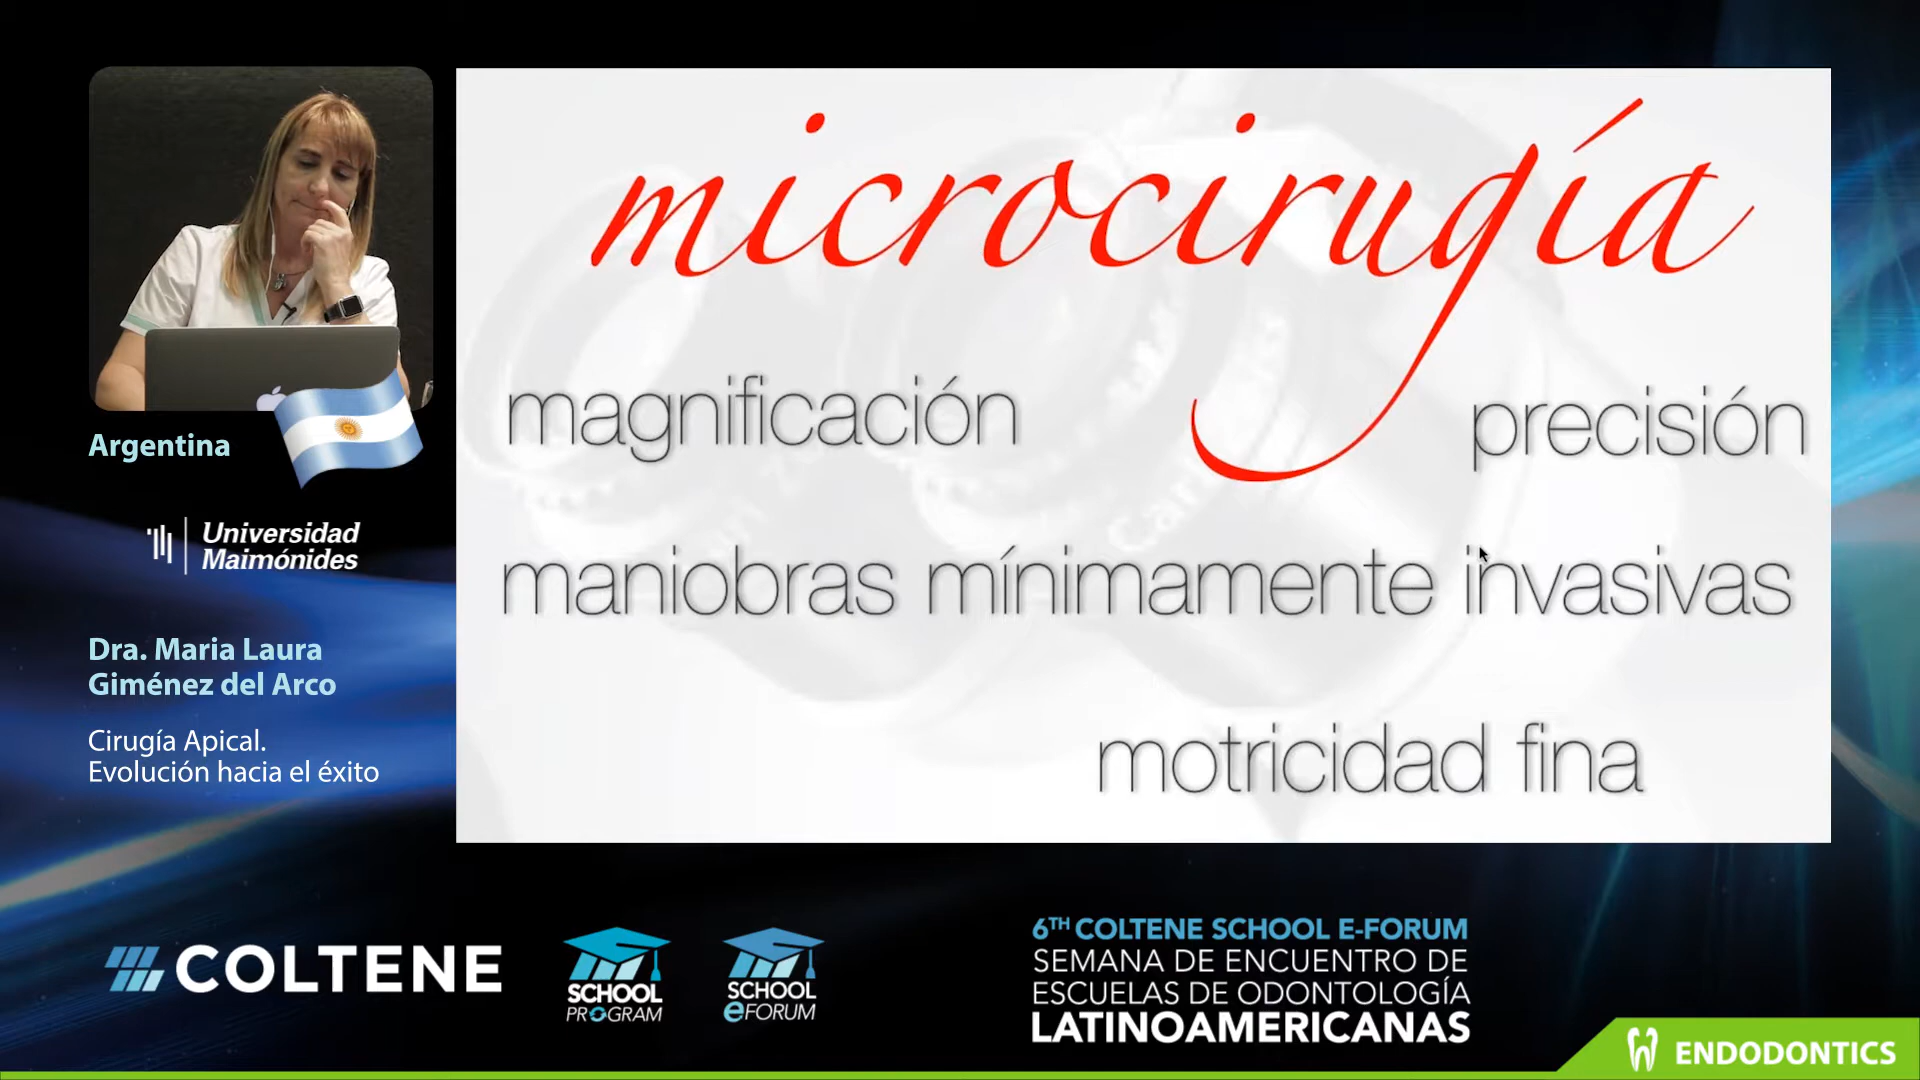 microcirugía
magnificación
precisión
maniobras mínimamente invasivas
motricidad fina
Argentina
Universidad
Maimónides
Dra. Maria Laura
Giménez del Arco
Cirugía Apical.
Evolución hacia el éxito
COLTENE
SCHOOL
PROGRAM
SCHOOL
eFORUM
6TH COLTENE SCHOOL E-FORUM
SEMANA DE ENCUENTRO DE
ESCUELAS DE ODONTOLOGÍA
LATINOAMERICANAS
ENDODONTICS